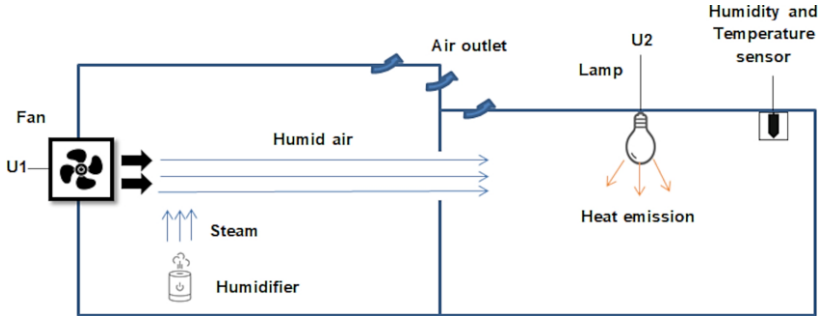 Humidity and
Temperature
sensor
U2
Air outlet
Lamp
Fan
Humid air
U1
Heat emission
Steam
Humidifier